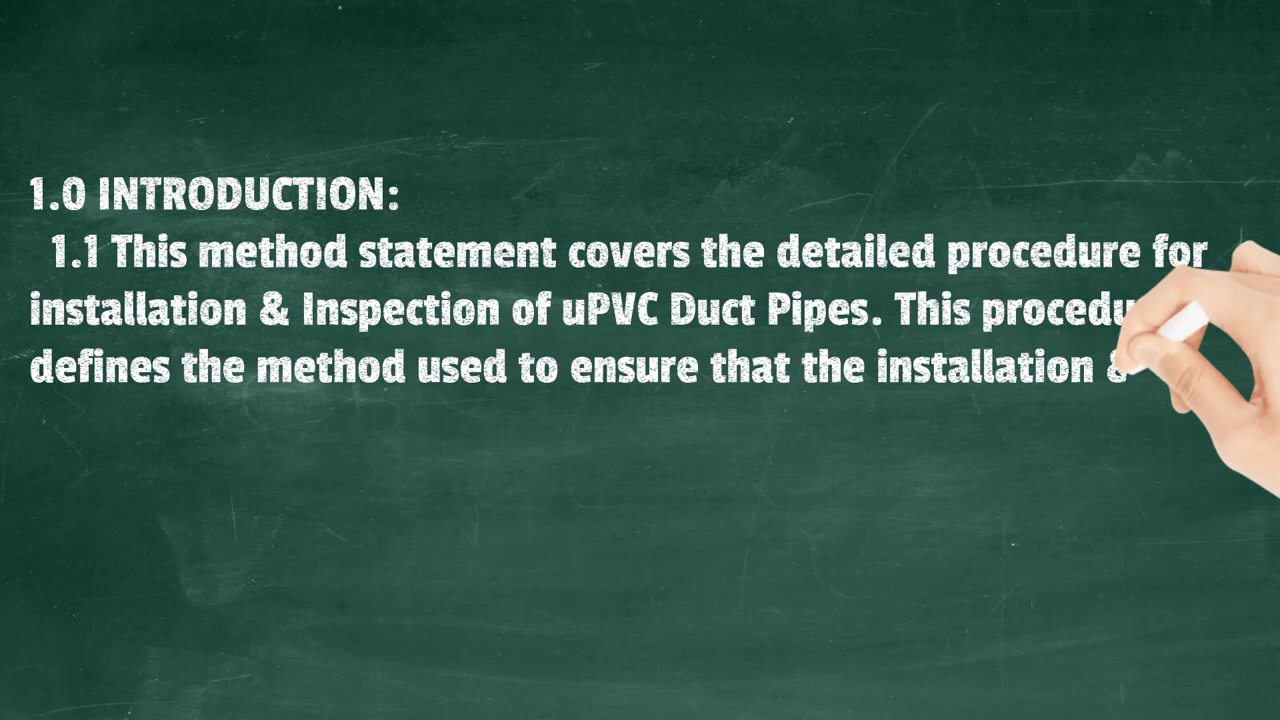 1.0 INTRODUCTION:
1.1 This method statement covers the detailed procedure for
installation & Inspection of uPVC Duct Pipes. This
defines the method used to ensure that the installation &